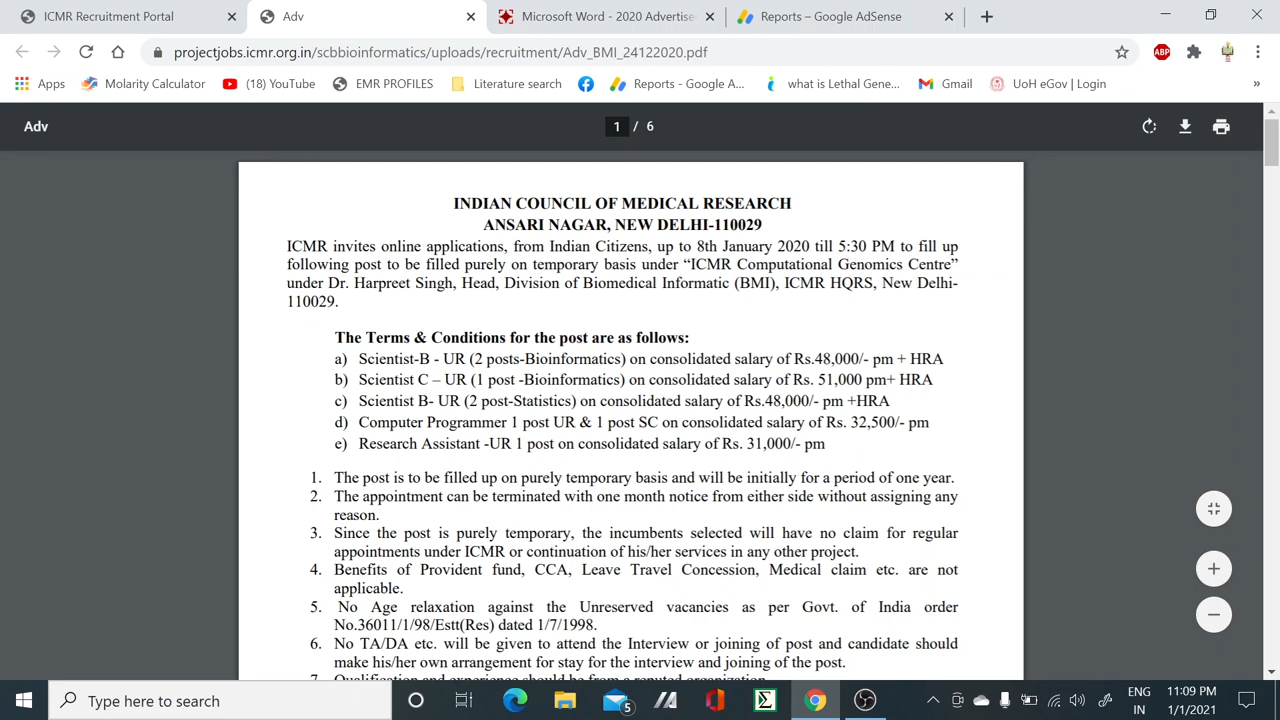 ICMR Recruitment Portal
Adv
Microsoft Word - 2020 Advertise
Reports – Google AdSense
projectjobs.icmr.org.in/scbbioinformatics/uploads/recruitment/Adv_BMI_24122020.pdf
ABP
Apps
Molarity Calculator
(18) YouTube
EMR PROFILES
Literature search
Reports - Google A...
what is Lethal Gene...
Gmail
UoH eGov | Login
»
Adv
1 / 6
INDIAN COUNCIL OF MEDICAL RESEARCH
ANSARI NAGAR, NEW DELHI-110029
ICMR invites online applications, from Indian Citizens, up to 8th January 2020 till 5:30 PM to fill up
following post to be filled purely on temporary basis under “ICMR Computational Genomics Centre”
under Dr. Harpreet Singh, Head, Division of Biomedical Informatic (BMI), ICMR HQRS, New Delhi-
110029.
The Terms & Conditions for the post are as follows:
a) Scientist-B - UR (2 posts-Bioinformatics) on consolidated salary of Rs.48,000/- pm + HRA
b) Scientist C – UR (1 post -Bioinformatics) on consolidated salary of Rs. 51,000 pm+ HRA
c) Scientist B- UR (2 post-Statistics) on consolidated salary of Rs.48,000/- pm +HRA
d) Computer Programmer 1 post UR & 1 post SC on consolidated salary of Rs. 32,500/- pm
e) Research Assistant -UR 1 post on consolidated salary of Rs. 31,000/- pm
1. The post is to be filled up on purely temporary basis and will be initially for a period of one year.
2. The appointment can be terminated with one month notice from either side without assigning any
reason.
3. Since the post is purely temporary, the incumbents selected will have no claim for regular
appointments under ICMR or continuation of his/her services in any other project.
4. Benefits of Provident fund, CCA, Leave Travel Concession, Medical claim etc. are not
applicable.
5. No Age relaxation against the Unreserved vacancies as per Govt. of India order
No.36011/1/98/Estt(Res) dated 1/7/1998.
6. No TA/DA etc. will be given to attend the Interview or joining of post and candidate should
make his/her own arrangement for stay for the interview and joining of the post.
7. Qualification and experience should be from a reputed organization.
Type here to search
5
ENG
IN
11:09 PM
1/1/2021